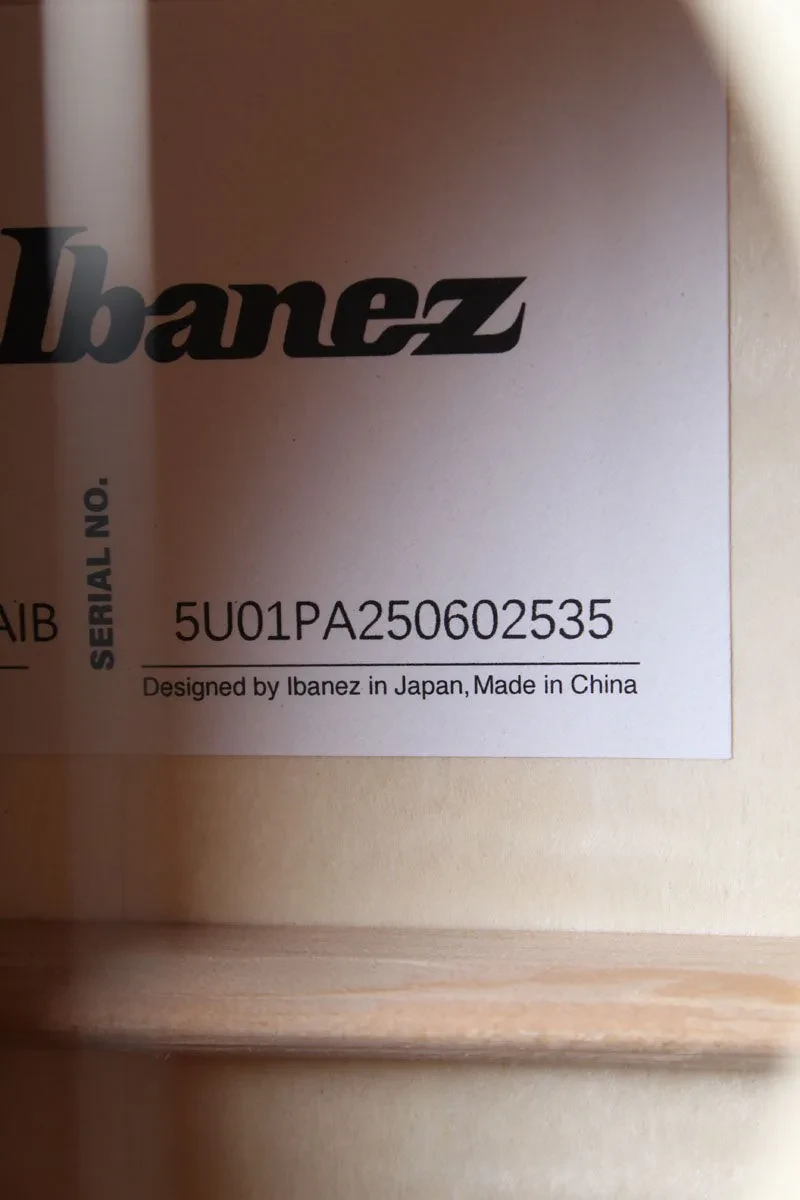 Ibanez
AIB
SERIAL NO.
5U01PA250602535
Designed by Ibanez in Japan, Made in China